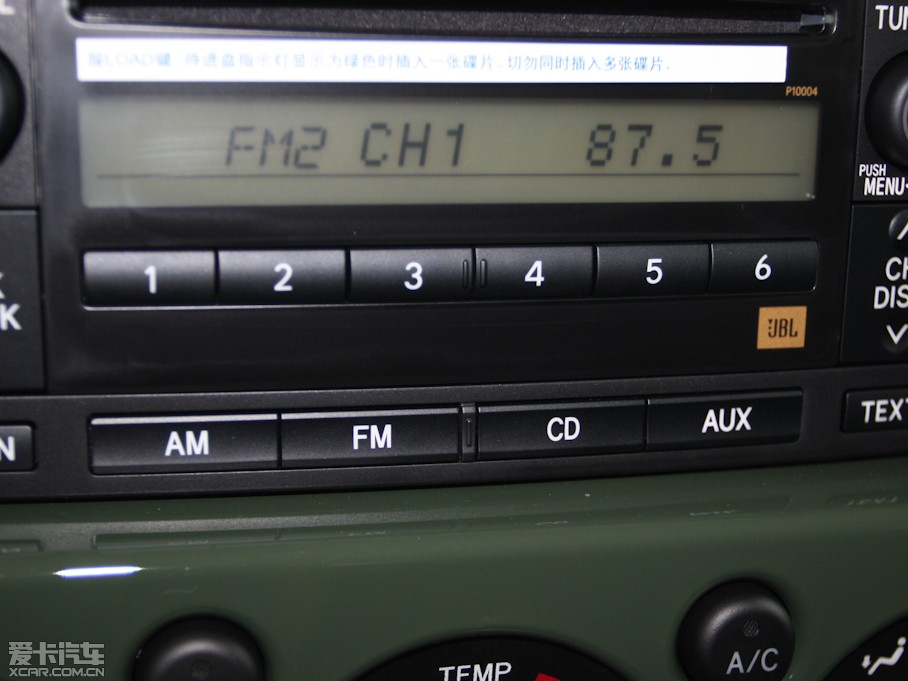 TUN
按LOAD键 待进盘指示灯显示为绿色时插入一张碟片,切勿同时插入多张碟片.
P10004
FM2 CH1 87.5
PUSH
MENU
1 2 3 4 5 6
CH
DIS
K
JBL
AM FM CD AUX
TEXT
N
TEMP
A/C
爱卡汽车
XCAR.COM.CN